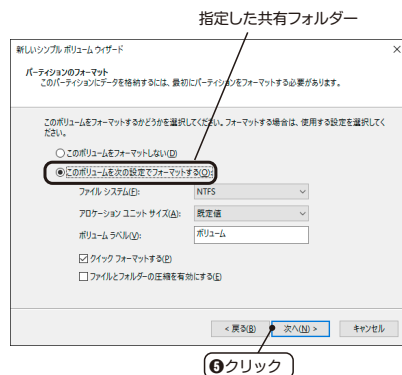 指定した共有フォルダー
新しいシンプル ボリューム ウィザード
パーティションのフォーマット
このパーティションにデータを格納するには、最初にパーティションをフォーマットする必要があります。
このボリュームをフォーマットするかどうかを選択してください。フォーマットする場合は、使用する設定を選択してく
ださい。
このボリュームをフォーマットしない(D)
このボリュームを次の設定でフォーマットする(O):
ファイル システム(F):
NTFS
アロケーション ユニット サイズ(A):
既定値
ボリューム ラベル(V):
ボリューム
クイック フォーマットする(P)
ファイルとフォルダーの圧縮を有効にする(E)
< 戻る(B)
次へ(N) >
キャンセル
❺クリック